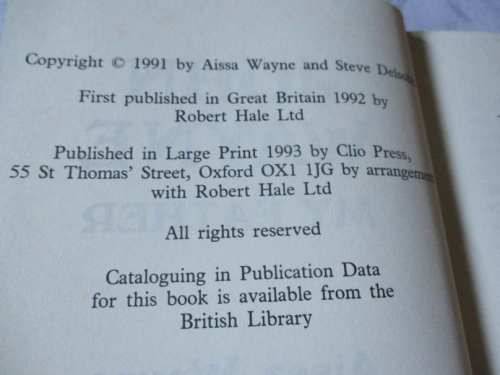 Copyright © 1991 by Aissa Wayne and Steve
First published in Great Britain 1992 by
Robert Hale Ltd
Published in Large Print 1993 by Clio Press,
55 St Thomas' Street, Oxford OX1 1JG by arrangement
with Robert Hale Ltd
All rights reserved
Cataloguing in Publication Data
for this book is available from the
British Library